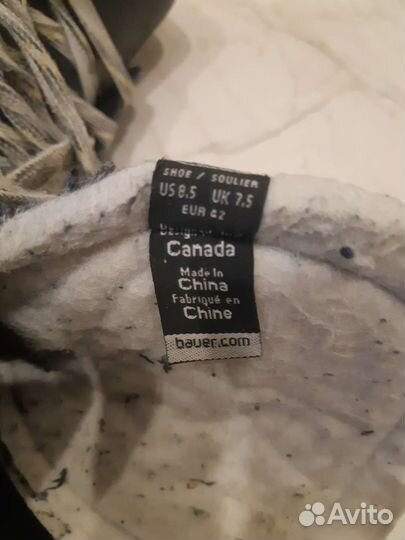 SHOE / SOULIER
US 8.5 UK 7.5
EUR 42
Canada
Made in
China
Fabriqué en
Chine
bauer.com
Avito